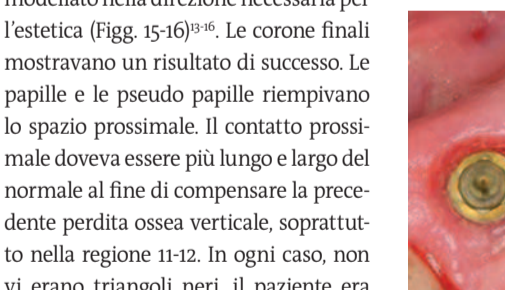 modellato nella direzione necessaria per
l'estetica (Figg. 15-16)¹³⁻¹⁶. Le corone finali
mostravano un risultato di successo. Le
papille e le pseudo papille riempivano
lo spazio prossimale. Il contatto prossi-
male doveva essere più lungo e largo del
normale al fine di compensare la prece-
dente perdita ossea verticale, soprattut-
to nella regione 11-12. In ogni caso, non
vi erano triangoli neri, il paziente era